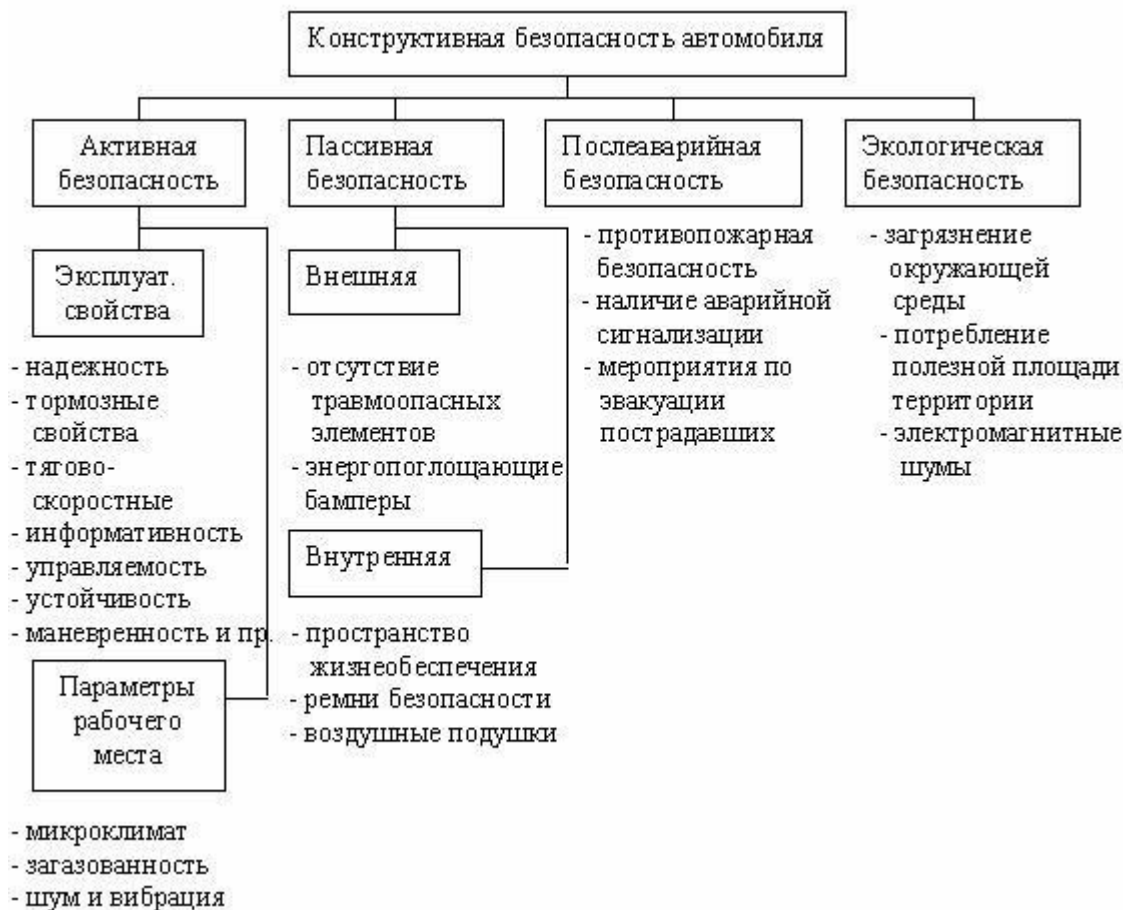 Конструктивная безопасность автомобиля
Активная
безопасность
Эксплуат.
свойства
- надежность
- тормозные
свойства
- тягово-
скоростные
- информативность
- управляемость
- устойчивость
- маневренность и пр.
Параметры
рабочего
места
- микроклимат
- загазованность
- шум и вибрация
Пассивная
безопасность
Внешняя
- отсутствие
травмоопасных
элементов
- энергопоглощающие
бамперы
Внутренняя
- пространство
жизнеобеспечения
- ремни безопасности
- воздушные подушки
Послеаварийная
безопасность
- противопожарная
безопасность
- наличие аварийной
сигнализации
- мероприятия по
эвакуации
пострадавших
Экологическая
безопасность
- загрязнение
окружающей
среды
- потребление
полезной площади
территории
- электромагнитные
шумы